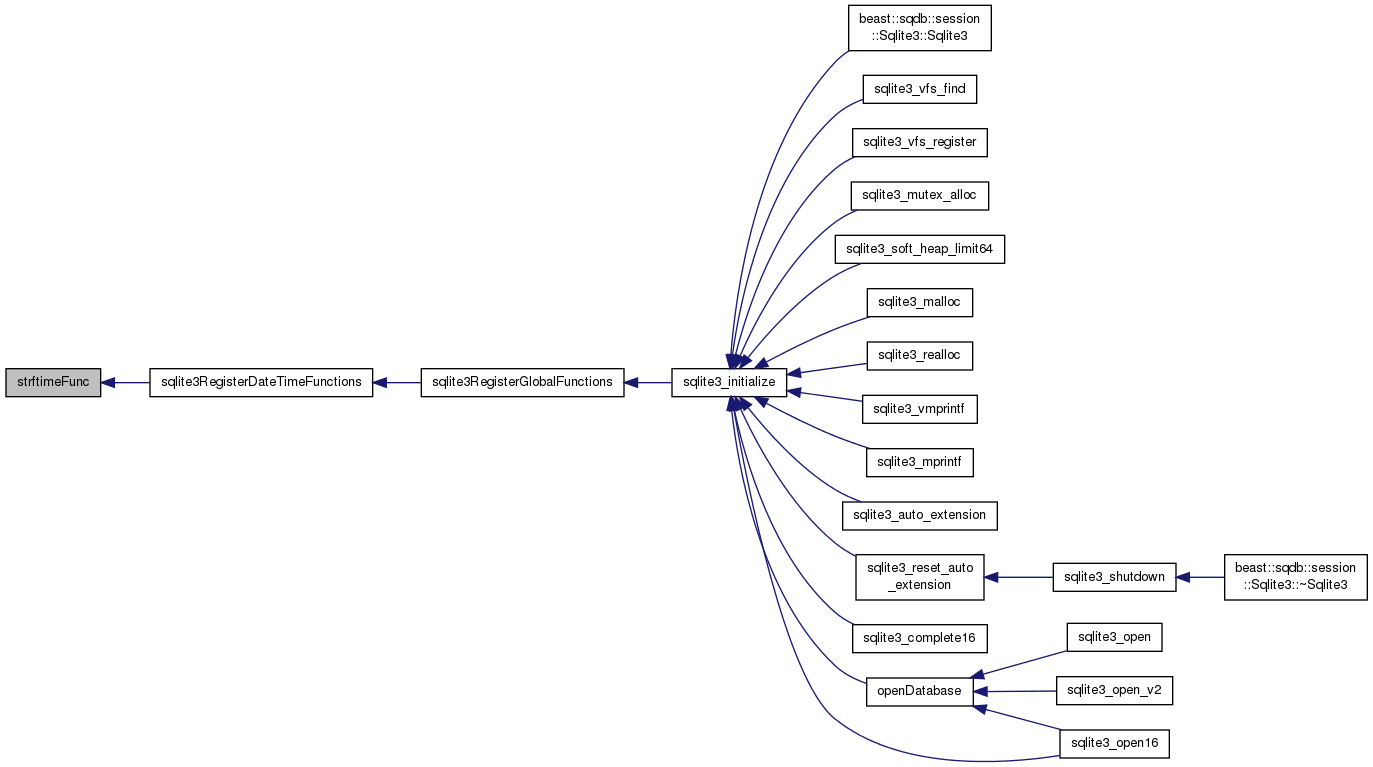 strftimeFunc
sqlite3RegisterDateTimeFunctions
sqlite3RegisterGlobalFunctions
sqlite3_initialize
beast::sqdb::session
::Sqlite3::Sqlite3
sqlite3_vfs_find
sqlite3_vfs_register
sqlite3_mutex_alloc
sqlite3_soft_heap_limit64
sqlite3_malloc
sqlite3_realloc
sqlite3_vmprintf
sqlite3_mprintf
sqlite3_auto_extension
sqlite3_reset_auto
_extension
sqlite3_shutdown
beast::sqdb::session
::Sqlite3::~Sqlite3
sqlite3_complete16
openDatabase
sqlite3_open
sqlite3_open_v2
sqlite3_open16